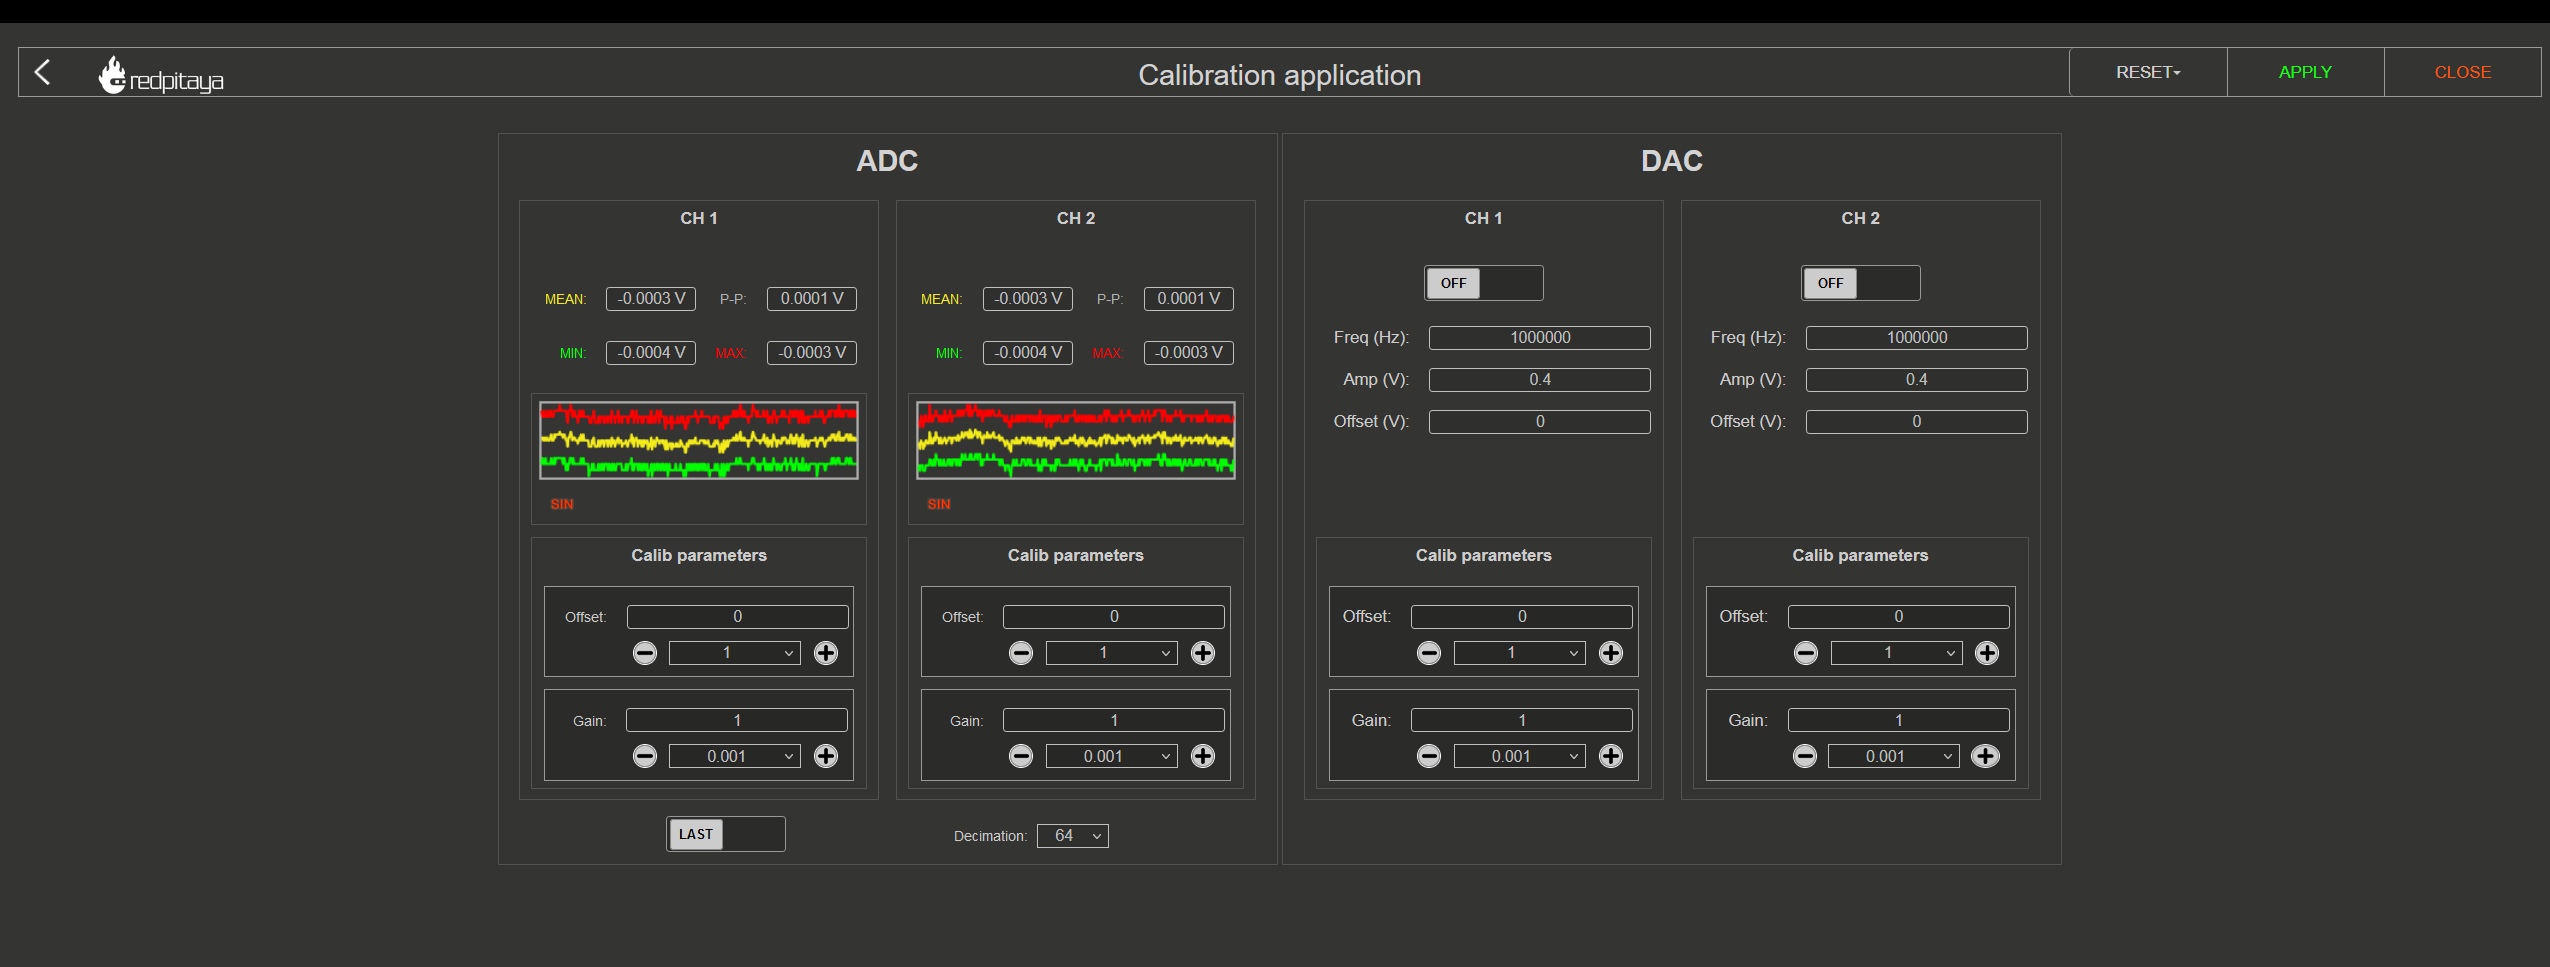 redpitaya
Calibration application
RESET
APPLY
CLOSE
ADC
CH 1
MEAN: -0.0003 V P-P: 0.0001 V
MIN: -0.0004 V MAX: -0.0003 V
SIN
Calib parameters
Offset: 0
1
Gain: 1
0.001
CH 2
MEAN: -0.0003 V P-P: 0.0001 V
MIN: -0.0004 V MAX: -0.0003 V
SIN
Calib parameters
Offset: 0
1
Gain: 1
0.001
LAST
Decimation: 64
DAC
CH 1
OFF
Freq (Hz): 1000000
Amp (V): 0.4
Offset (V): 0
Calib parameters
Offset: 0
1
Gain: 1
0.001
CH 2
OFF
Freq (Hz): 1000000
Amp (V): 0.4
Offset (V): 0
Calib parameters
Offset: 0
1
Gain: 1
0.001